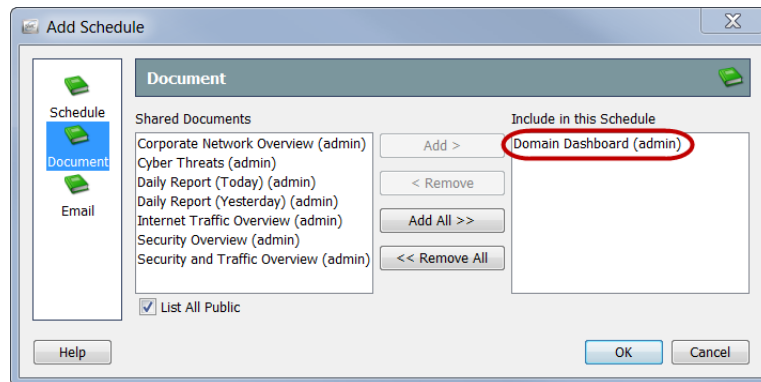 Add Schedule
Document
Schedule
Document
Email
Shared Documents
Corporate Network Overview (admin)
Cyber Threats (admin)
Daily Report (Today) (admin)
Daily Report (Yesterday) (admin)
Internet Traffic Overview (admin)
Security Overview (admin)
Security and Traffic Overview (admin)
List All Public
Add >
< Remove
Add All >>
<< Remove All
Include in this Schedule
Domain Dashboard (admin)
Help
OK
Cancel